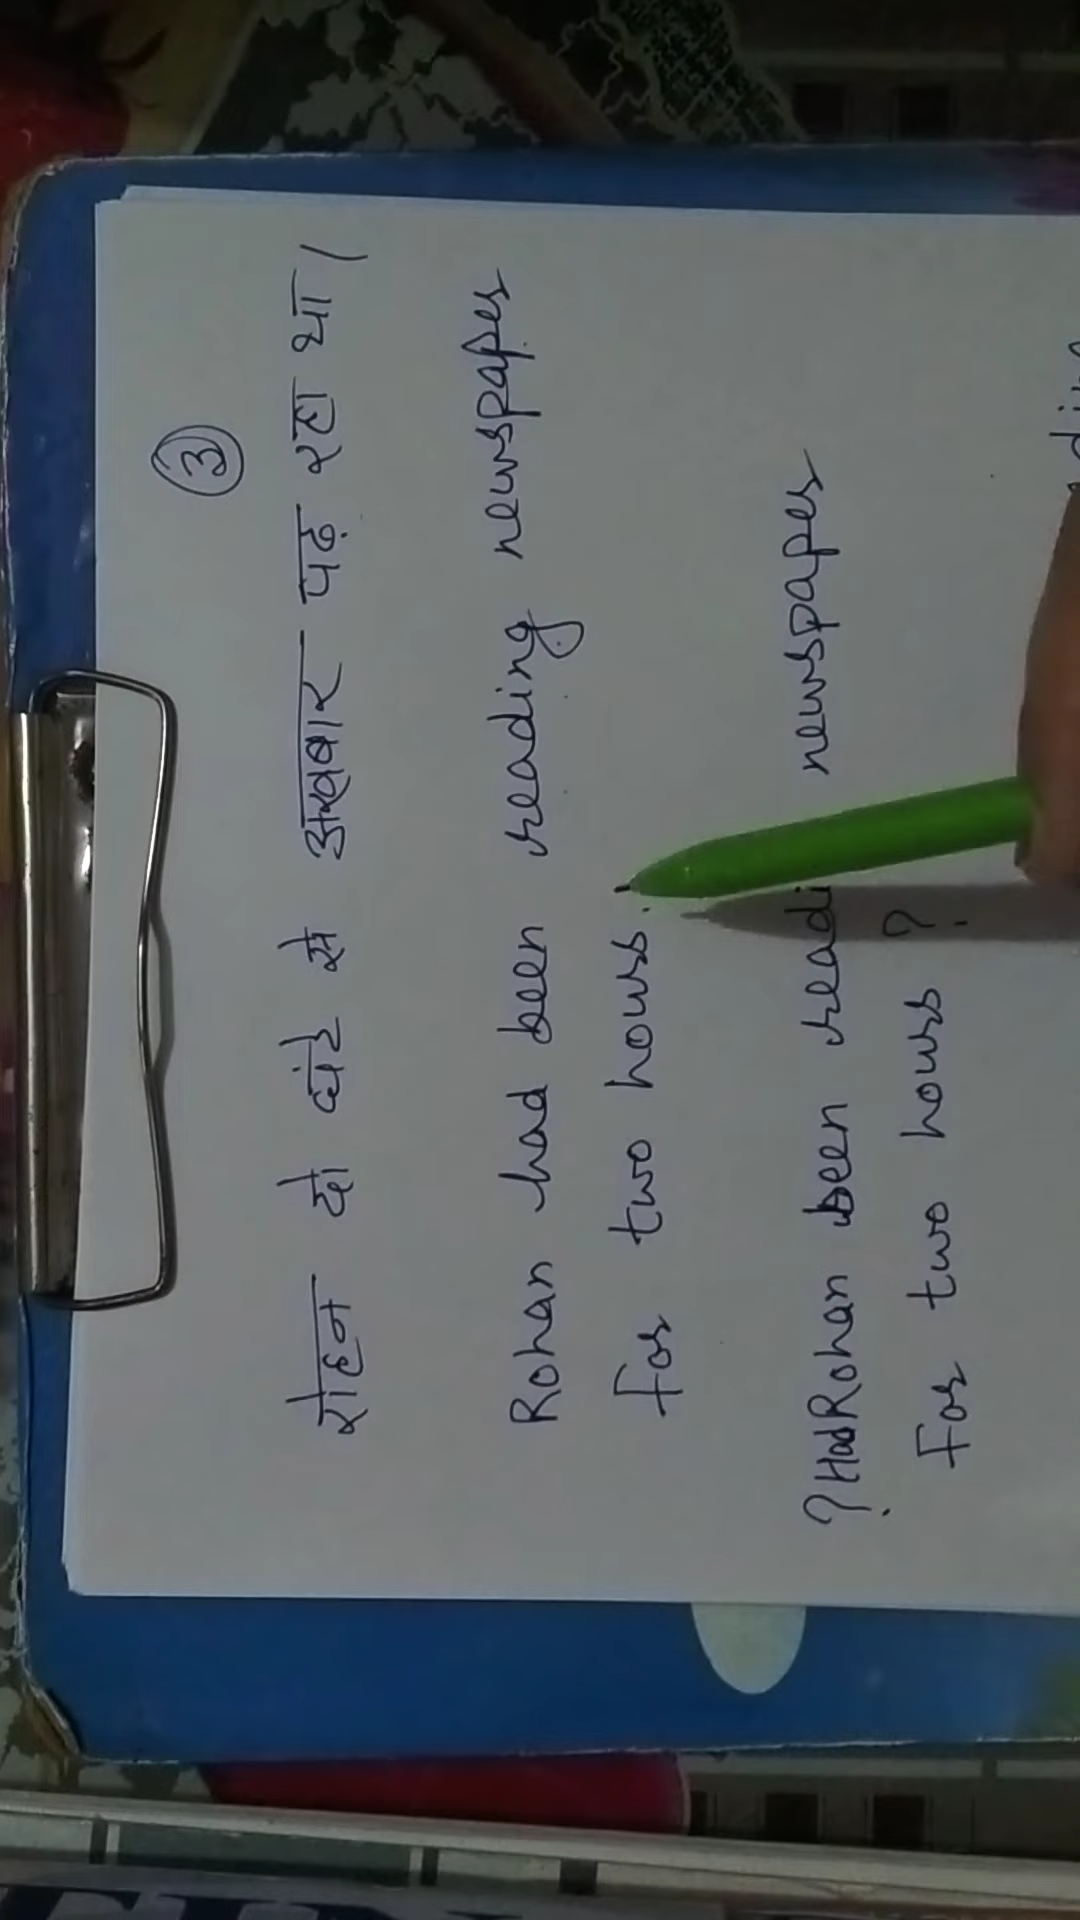 3
रोहन दो घंटे से अखबार पढ़ रहा था।
Rohan had been reading newspaper
for two hours.
? Had Rohan been readi newspaper
for two hours ?